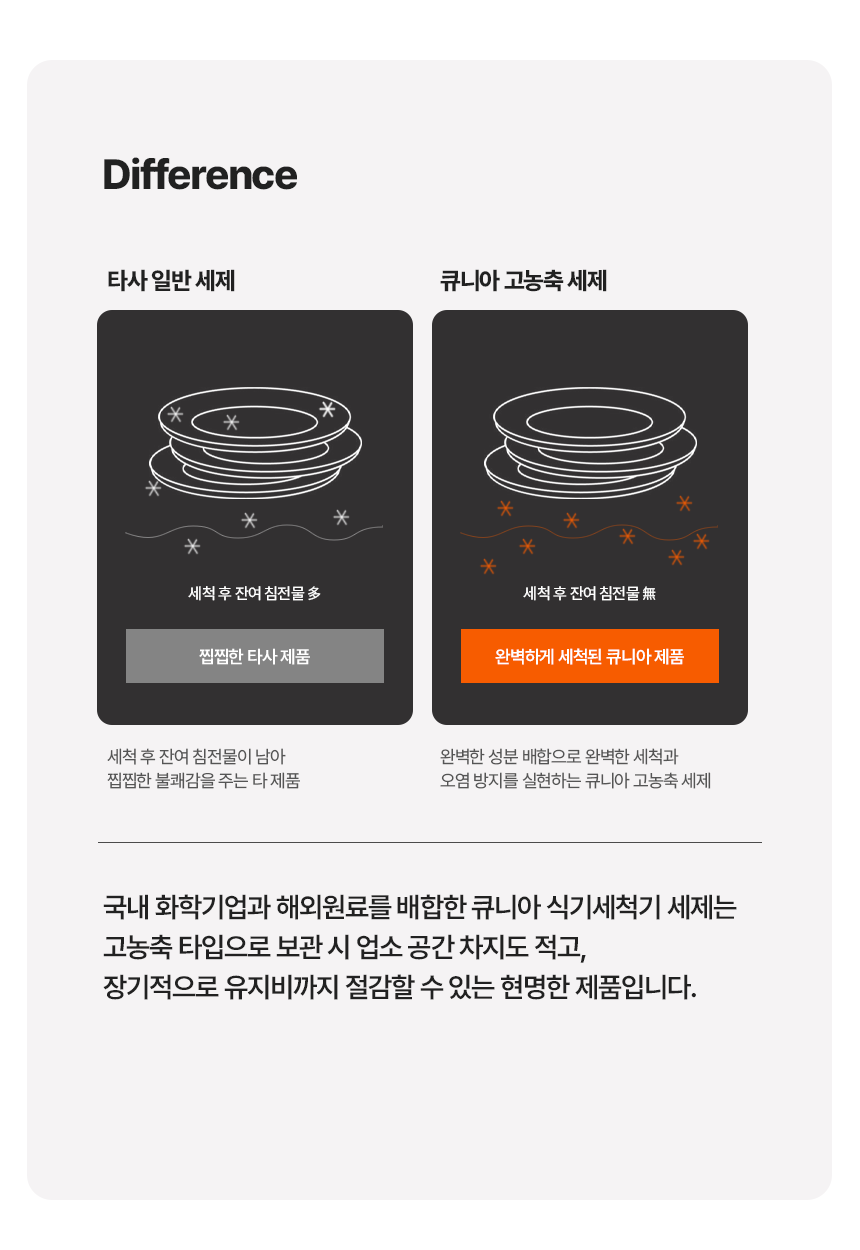 Difference
타사 일반 세제
세척 후 잔여 침전물 多
찝찝한 타사 제품
세척 후 잔여 침전물이 남아
찝찝한 불쾌감을 주는 타 제품
큐니아 고농축 세제
세척 후 잔여 침전물 無
완벽하게 세척된 큐니아 제품
완벽한 성분 배합으로 완벽한 세척과
오염 방지를 실현하는 큐니아 고농축 세제
국내 화학기업과 해외원료를 배합한 큐니아 식기세척기 세제는
고농축 타입으로 보관 시 업소 공간 차지도 적고,
장기적으로 유지비까지 절감할 수 있는 현명한 제품입니다.